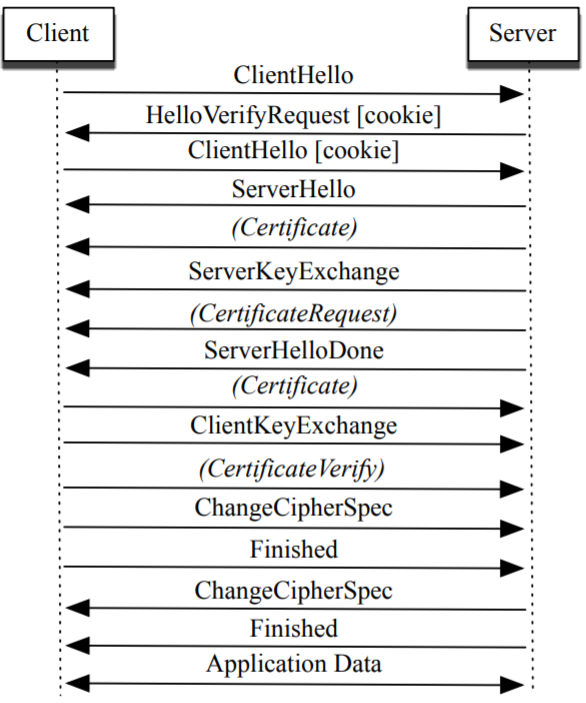 Client
Server
ClientHello
HelloVerifyRequest [cookie]
ClientHello [cookie]
ServerHello
(Certificate)
ServerKeyExchange
(CertificateRequest)
ServerHelloDone
(Certificate)
ClientKeyExchange
(CertificateVerify)
ChangeCipherSpec
Finished
ChangeCipherSpec
Finished
Application Data